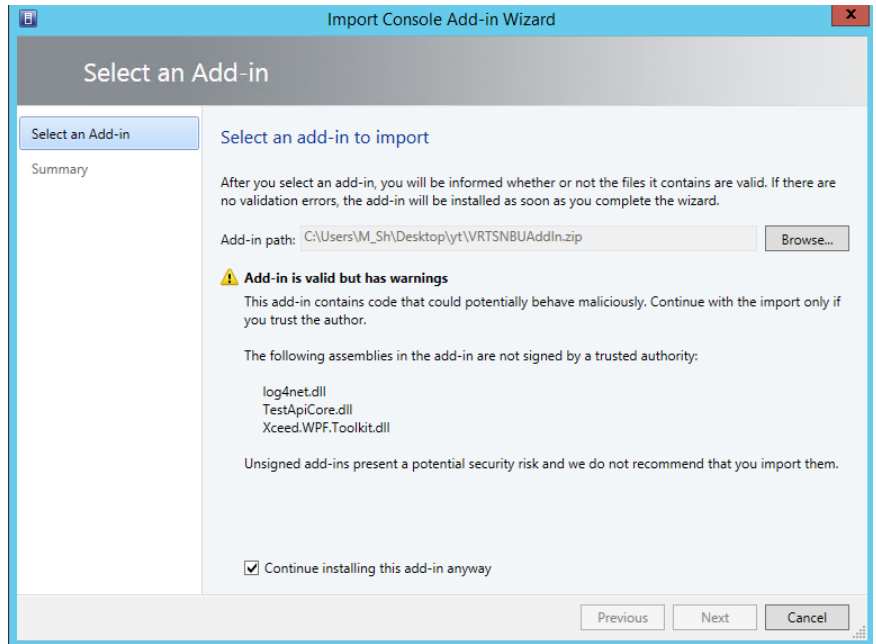 Import Console Add-in Wizard
x
Select an Add-in
Select an Add-in
Summary
Select an add-in to import
After you select an add-in, you will be informed whether or not the files it contains are valid. If there are
no validation errors, the add-in will be installed as soon as you complete the wizard.
Add-in path: C:\Users\M_Sh\Desktop\yt\VRTSNBUAddIn.zip Browse...
Add-in is valid but has warnings
This add-in contains code that could potentially behave maliciously. Continue with the import only if
you trust the author.
The following assemblies in the add-in are not signed by a trusted authority:
log4net.dll
TestApiCore.dll
Xceed.WPF.Toolkit.dll
Unsigned add-ins present a potential security risk and we do not recommend that you import them.
Continue installing this add-in anyway
Previous Next Cancel